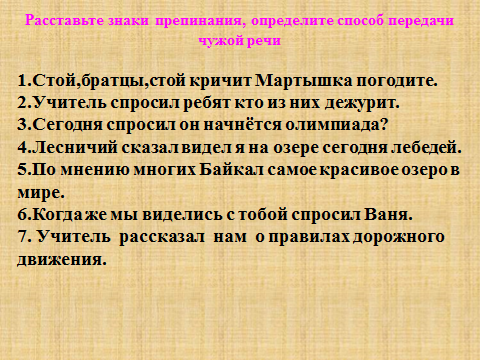 Расставьте знаки препинания, определите способ передачи
чужой речи
1.Стой,братцы,стой кричит Мартышка погодите.
2.Учитель спросил ребят кто из них дежурит.
3.Сегодня спросил он начнётся олимпиада?
4.Лесничий сказал видел я на озере сегодня лебедей.
5.По мнению многих Байкал самое красивое озеро в
мире.
6.Когда же мы виделись с тобой спросил Ваня.
7. Учитель рассказал нам о правилах дорожного
движения.